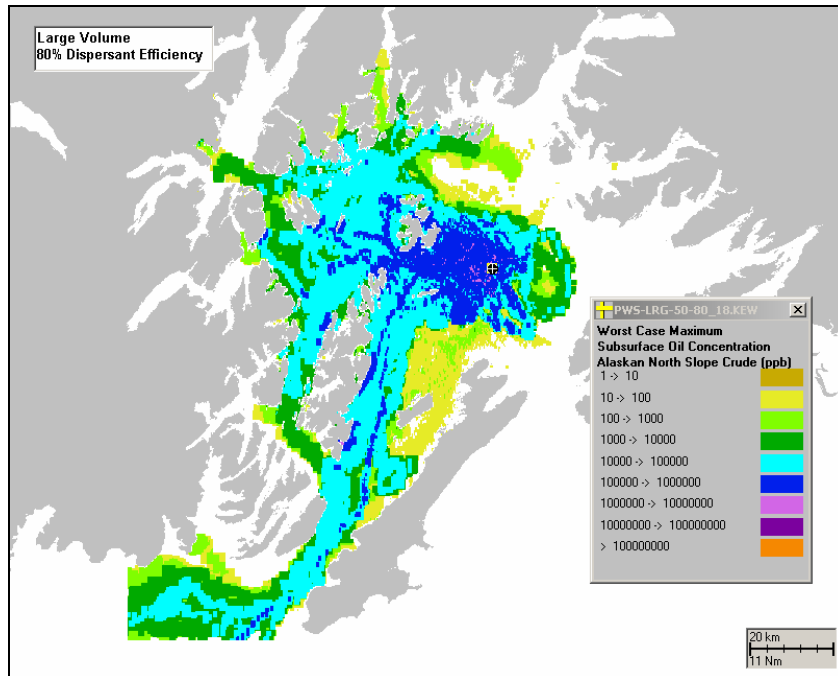 Large Volume
80% Dispersant Efficiency
PWS-LRG-50-80_18.KEW
Worst Case Maximum
Subsurface Oil Concentration
Alaskan North Slope Crude (ppb)
1 -> 10
10 -> 100
100 -> 1000
1000 -> 10000
10000 -> 100000
100000 -> 1000000
1000000 -> 10000000
10000000 -> 100000000
> 100000000
20 km
11 Nm